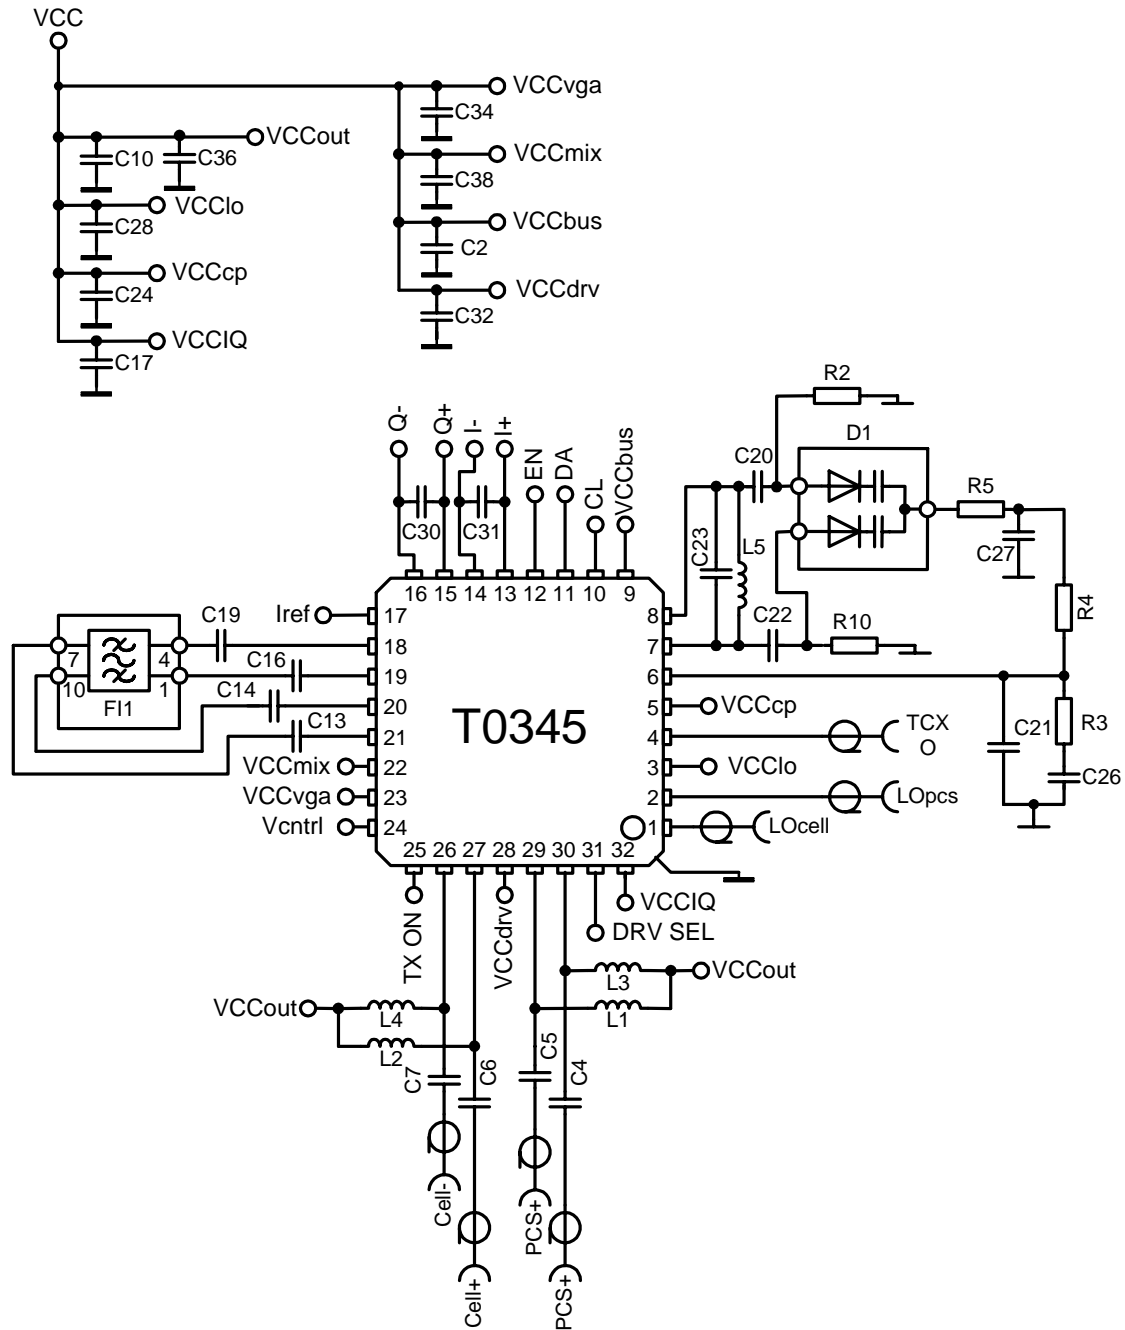 VCC
VCCvga
C34
VCCout
C10
C36
VCCmix
C38
VCClo
C28
VCCbus
C2
VCCcp
C24
VCCdrv
C32
VCCIQ
C17
R2
D1
Q-
Q+
I-
I+
EN
DA
CL
VCCbus
C20
R5
C30
C31
C23
L5
C27
16 15 14 13 12 11 10 9
C22
R10
R4
Iref
17
8
C19
18
7
7
4
C16
19
6
10
1
FI1
C14
20
5
VCCcp
C13
21
T0345
4
TCX
O
C21
R3
VCCmix
22
3
VCClo
C26
VCCvga
23
2
LOpcs
Vcntrl
24
1
LOcell
25 26 27 28 29 30 31 32
VCCIQ
DRV SEL
TX ON
VCCdrv
VCCout
L3
VCCout
L4
L1
L2
C7
C6
C5
C4
Cell-
PCS+
Cell+
PCS+